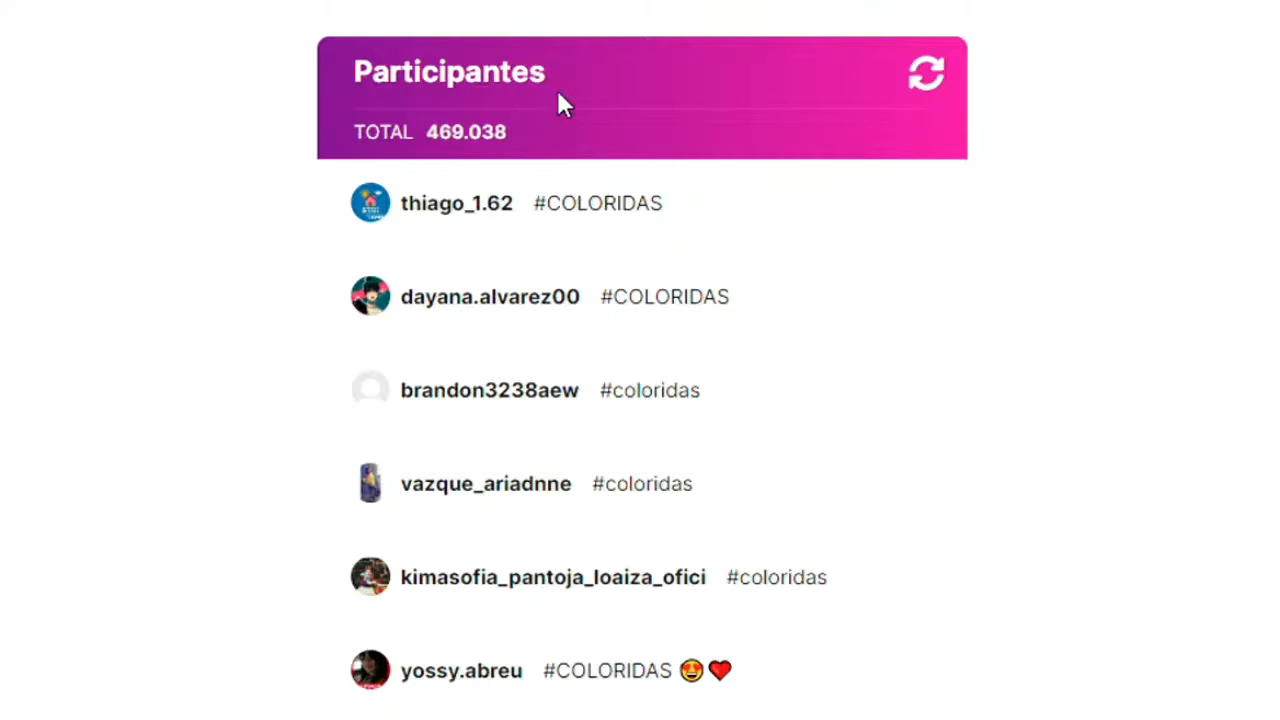 Participantes
TOTAL 469.038
thiago_1.62 #COLORIDAS
dayana.alvarez00 #COLORIDAS
brandon3238aew #coloridas
vazque_ariadnne #coloridas
kimasofia_pantoja_loaiza_ofici #coloridas
yossy.abreu #COLORIDAS 😍❤️